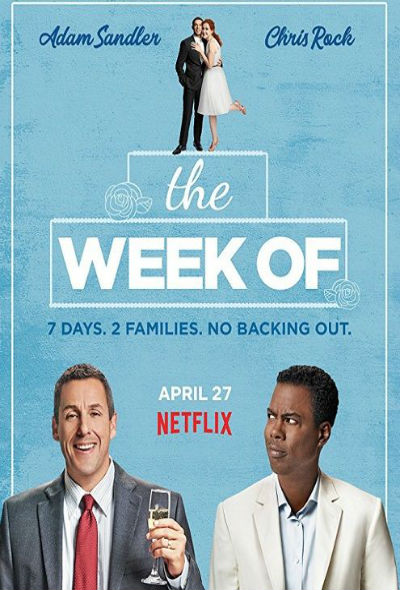 Adam Sandler Chris Rock
the
WEEK OF
7 DAYS. 2 FAMILIES. NO BACKING OUT.
APRIL 27
NETFLIX